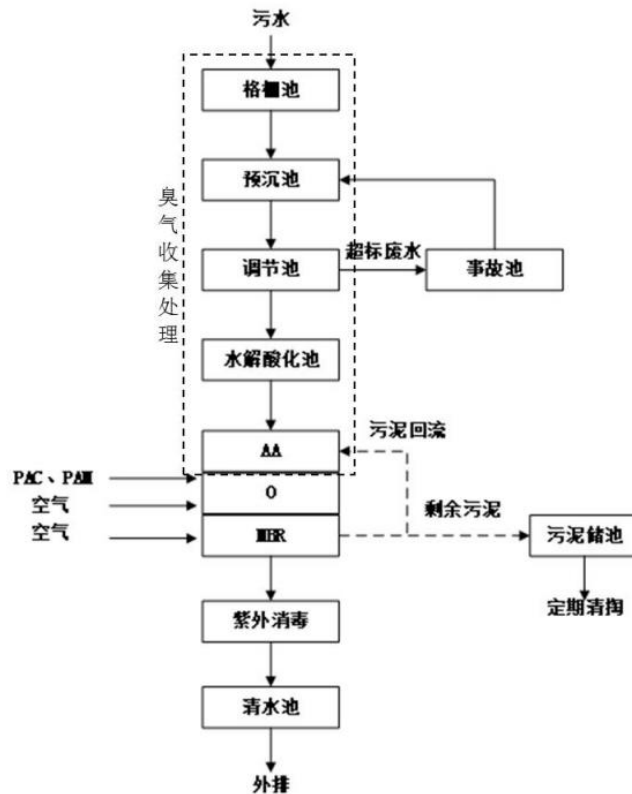 污水
格栅池
预沉池
臭气收集处理
调节池
超标废水
事故池
水解酸化池
AA
污泥回流
PAC、PAM
O
空气
剩余污泥
空气
MBR
污泥储池
定期清掏
紫外消毒
清水池
外排